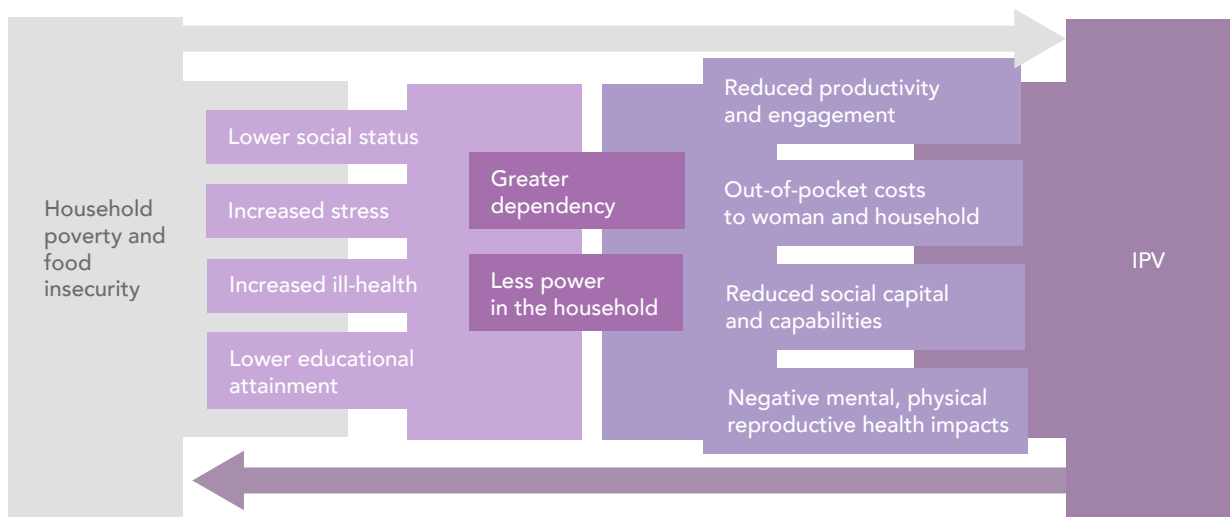 Household
poverty and
food
insecurity
Lower social status
Increased stress
Increased ill-health
Lower educational
attainment
Greater
dependency
Less power
in the household
Reduced productivity
and engagement
Out-of-pocket costs
to woman and household
Reduced social capital
and capabilities
Negative mental, physical
reproductive health impacts
IPV